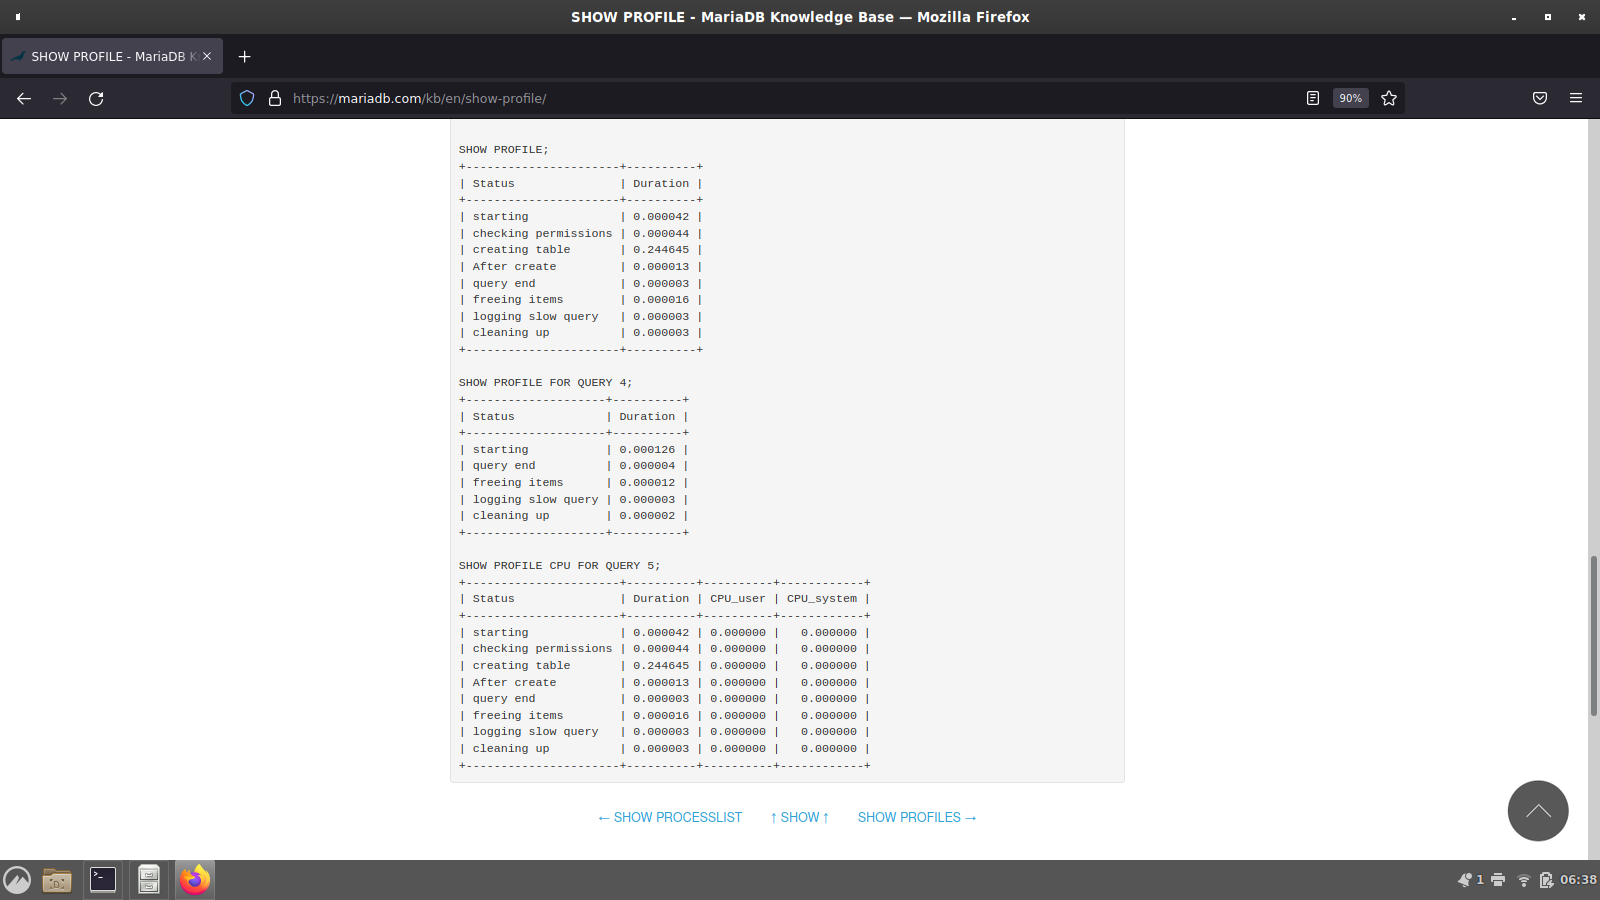 SHOW PROFILE - MariaDB Knowledge Base — Mozilla Firefox
SHOW PROFILE - MariaDB K
https://mariadb.com/kb/en/show-profile/
90%
SHOW PROFILE;
+----------------------+----------+
| Status               | Duration |
+----------------------+----------+
| starting             | 0.000042 |
| checking permissions | 0.000044 |
| creating table       | 0.244645 |
| After create         | 0.000013 |
| query end            | 0.000003 |
| freeing items        | 0.000016 |
| logging slow query   | 0.000003 |
| cleaning up          | 0.000003 |
+----------------------+----------+
SHOW PROFILE FOR QUERY 4;
+--------------------+----------+
| Status             | Duration |
+--------------------+----------+
| starting           | 0.000126 |
| query end          | 0.000004 |
| freeing items      | 0.000012 |
| logging slow query | 0.000003 |
| cleaning up        | 0.000002 |
+--------------------+----------+
SHOW PROFILE CPU FOR QUERY 5;
+----------------------+----------+----------+------------+
| Status               | Duration | CPU_user | CPU_system |
+----------------------+----------+----------+------------+
| starting             | 0.000042 | 0.000000 |   0.000000 |
| checking permissions | 0.000044 | 0.000000 |   0.000000 |
| creating table       | 0.244645 | 0.000000 |   0.000000 |
| After create         | 0.000013 | 0.000000 |   0.000000 |
| query end            | 0.000003 | 0.000000 |   0.000000 |
| freeing items        | 0.000016 | 0.000000 |   0.000000 |
| logging slow query   | 0.000003 | 0.000000 |   0.000000 |
| cleaning up          | 0.000003 | 0.000000 |   0.000000 |
+----------------------+----------+----------+------------+
← SHOW PROCESSLIST ↑ SHOW ↑ SHOW PROFILES →
1 06:38